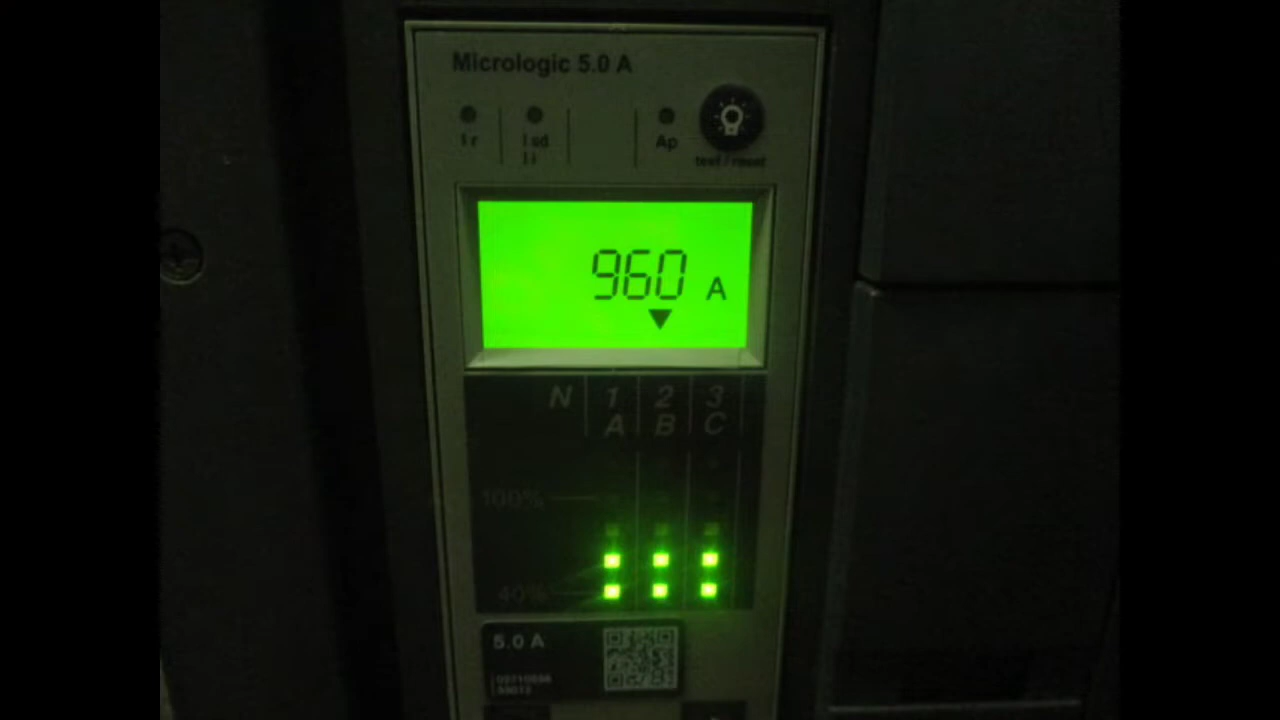 Micrologic 5.0 A
Ir
Isd
Ii
Ap
test / reset
960 A
N 1 2 3
A B C
100%
40%
5.0 A